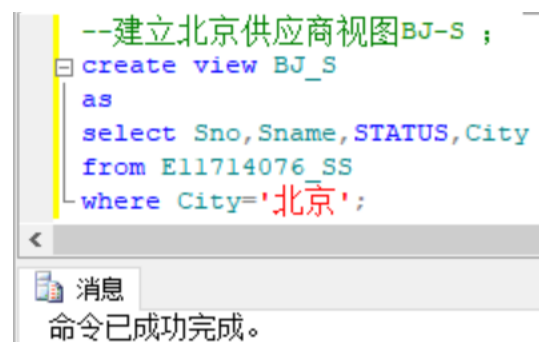 --建立北京供应商视图BJ-S ；
create view BJ_S
as
select Sno,Sname,STATUS,City
from E11714076_SS
where City='北京';
消息
命令已成功完成。